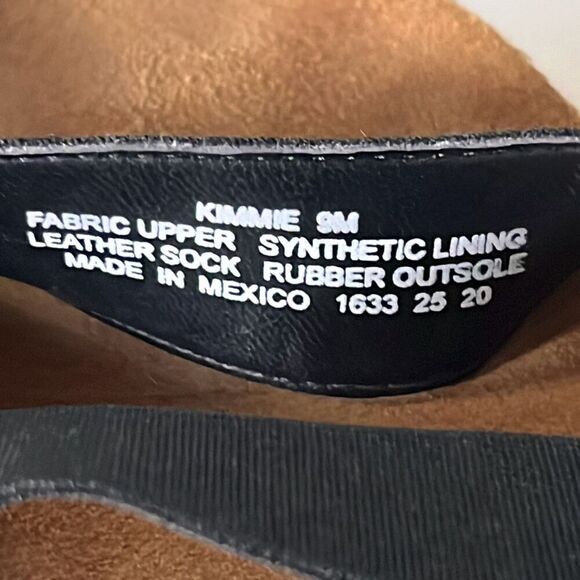 KIMMIE 9M
FABRIC UPPER SYNTHETIC LINING
LEATHER SOCK RUBBER OUTSOLE
MADE IN MEXICO 1633 25 20